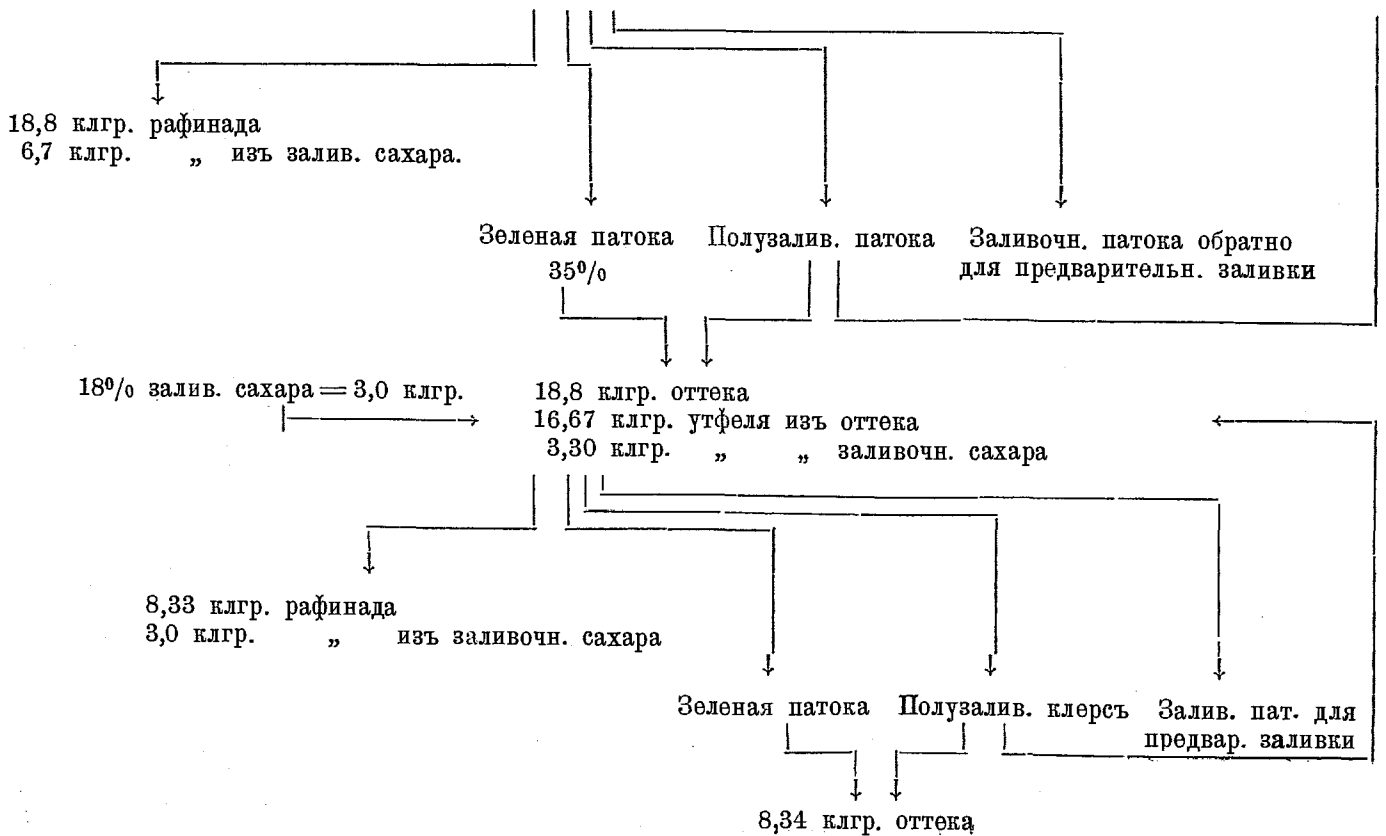 18,8 клгр. рафинада
6,7 клгр. „ изъ залив. сахара.
Зеленая патока Полузалив. патока Заливочн. патока обратно
35% для предварительн. заливки
18% залив. сахара = 3,0 клгр. 18,8 клгр. оттека
16,67 клгр. утфеля изъ оттека
3,30 клгр. „ „ заливочн. сахара
8,33 клгр. рафинада
3,0 клгр. „ изъ заливочн. сахара
Зеленая патока Полузалив. клерсъ Залив. пат. для
предвар. заливки
8,34 клгр. оттека